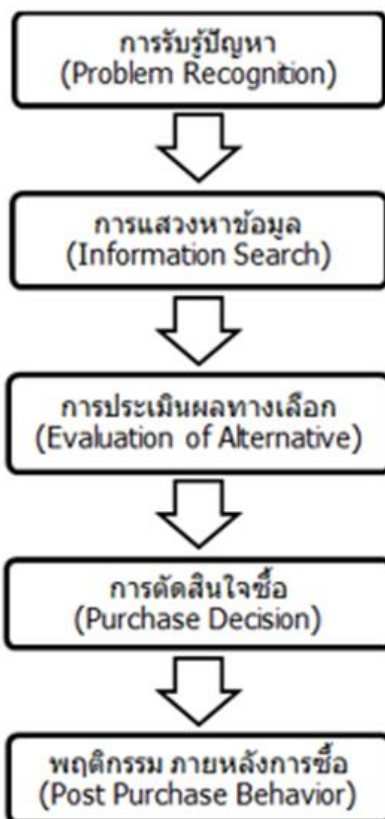 การรับรู้ปัญหา
(Problem Recognition)
การแสวงหาข้อมูล
(Information Search)
การประเมินผลทางเลือก
(Evaluation of Alternative)
การตัดสินใจซื้อ
(Purchase Decision)
พฤติกรรม ภายหลังการซื้อ
(Post Purchase Behavior)